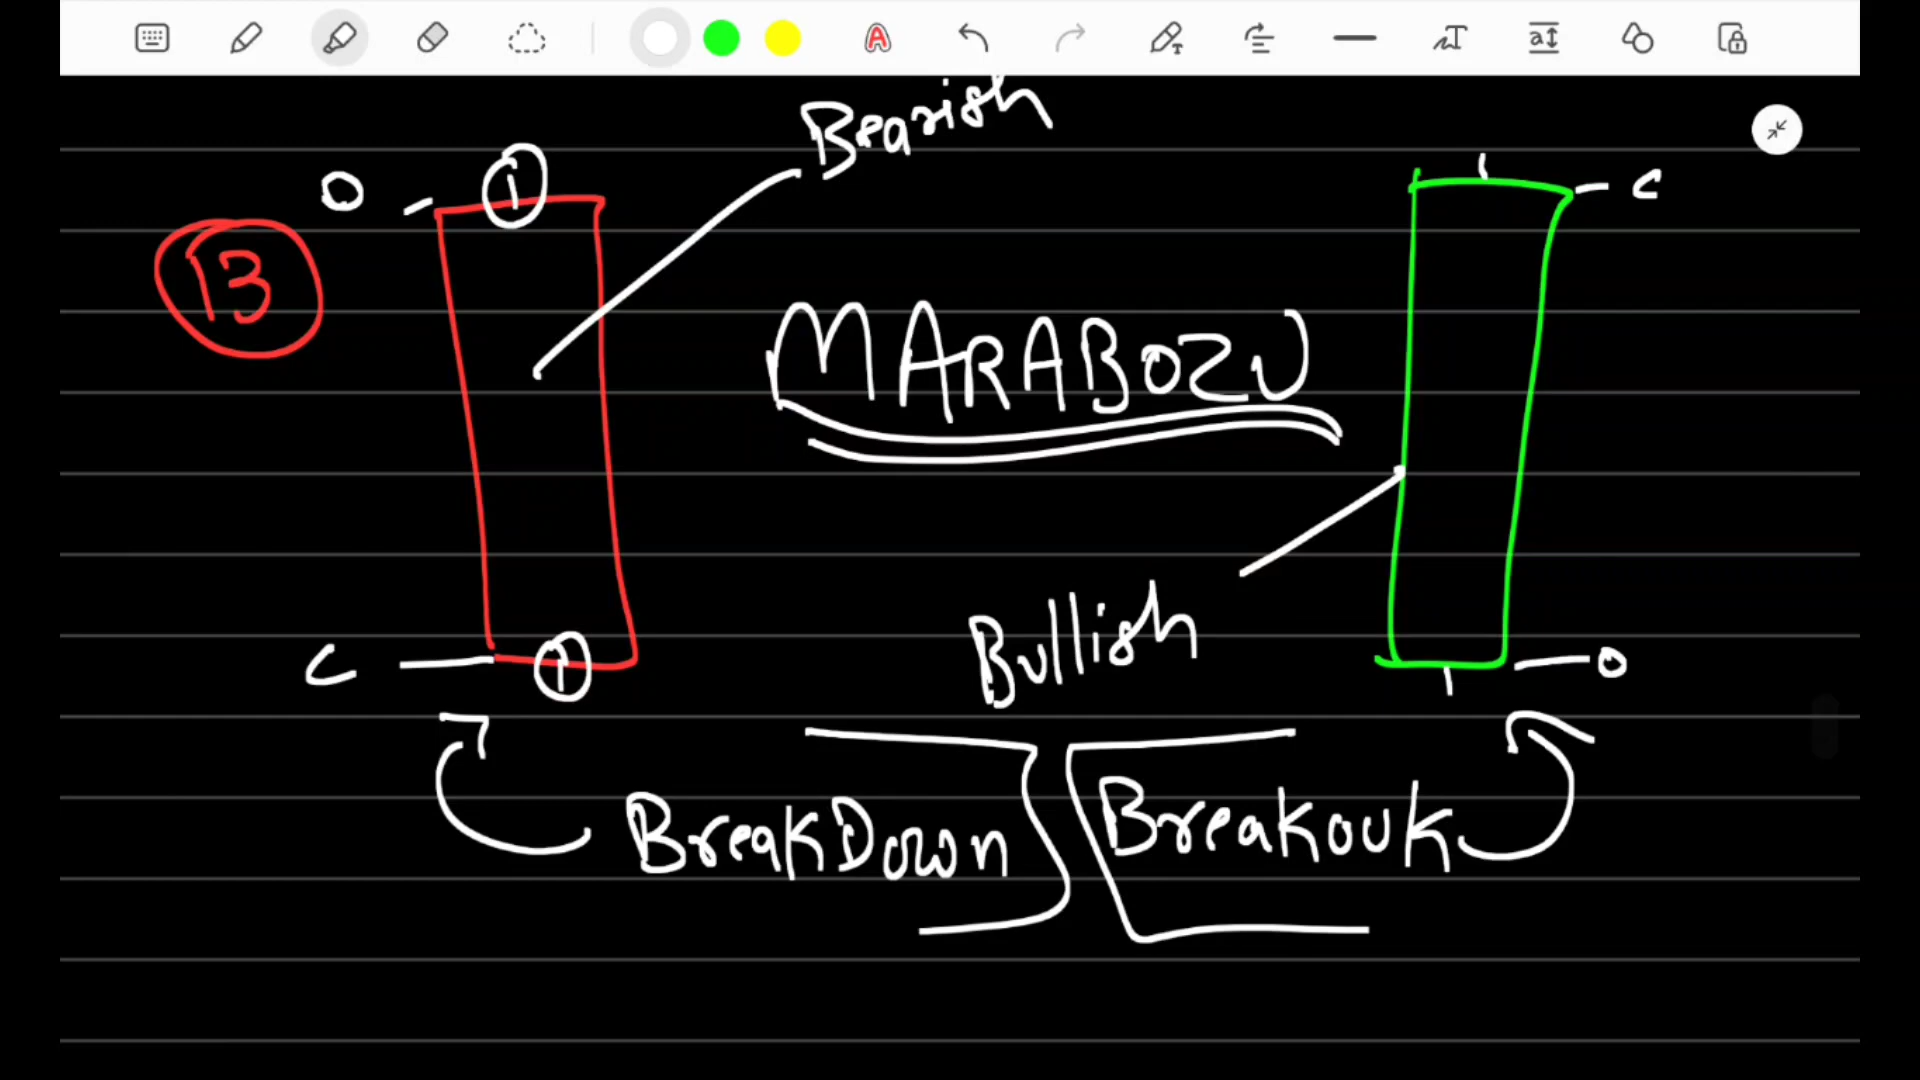 Bearish
O
C
13
MARABOZU
Bullish
C
O
BreakDown
Breakout